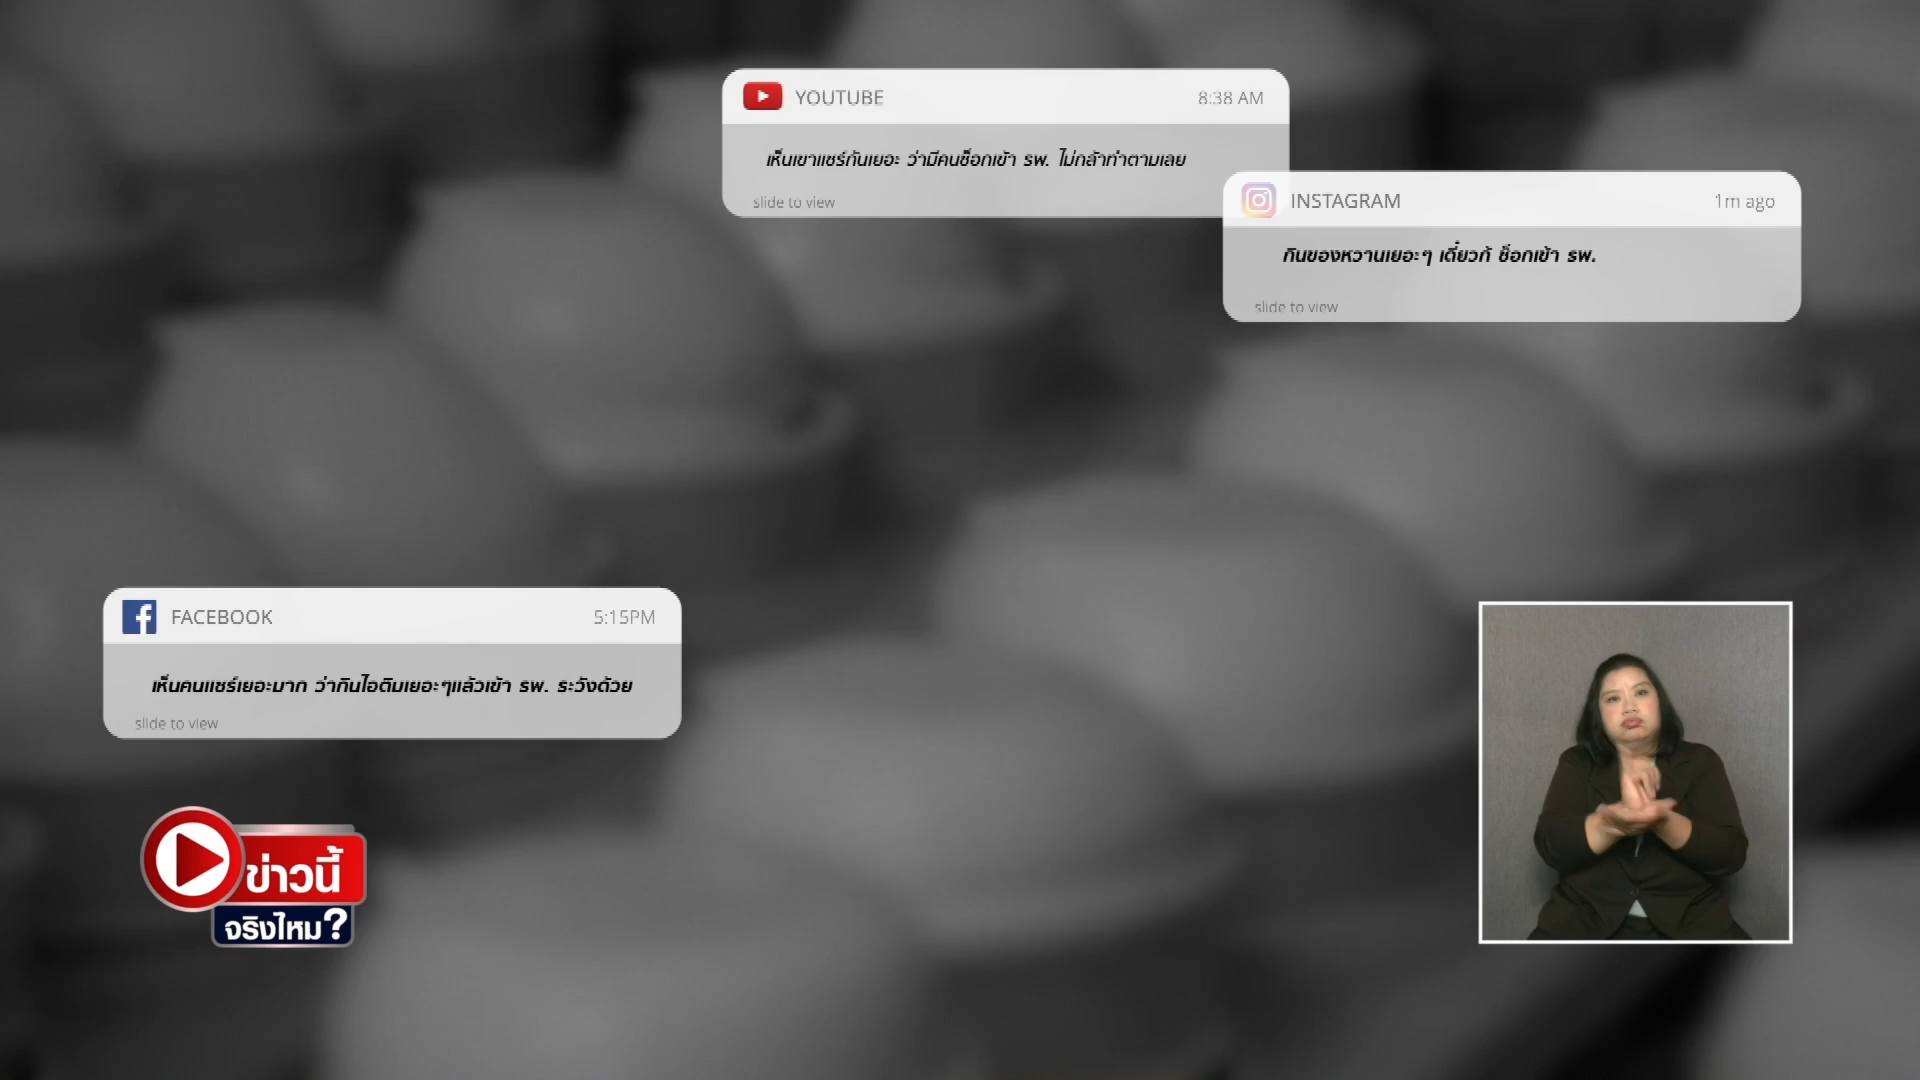 YOUTUBE 8:38 AM
เห็นเขาแชร์กันเยอะ ว่ามีคนช็อกเข้า รพ. ไม่กล้าทำตามเลย
slide to view
INSTAGRAM 1m ago
กินของหวานเยอะๆ เดี๋ยวก้ ช็อกเข้า รพ.
slide to view
FACEBOOK 5:15PM
เห็นคนแชร์เยอะมาก ว่ากินไอติมเยอะๆแล้วเข้า รพ. ระวังด้วย
slide to view
ข่าวนี้
จริงไหม?